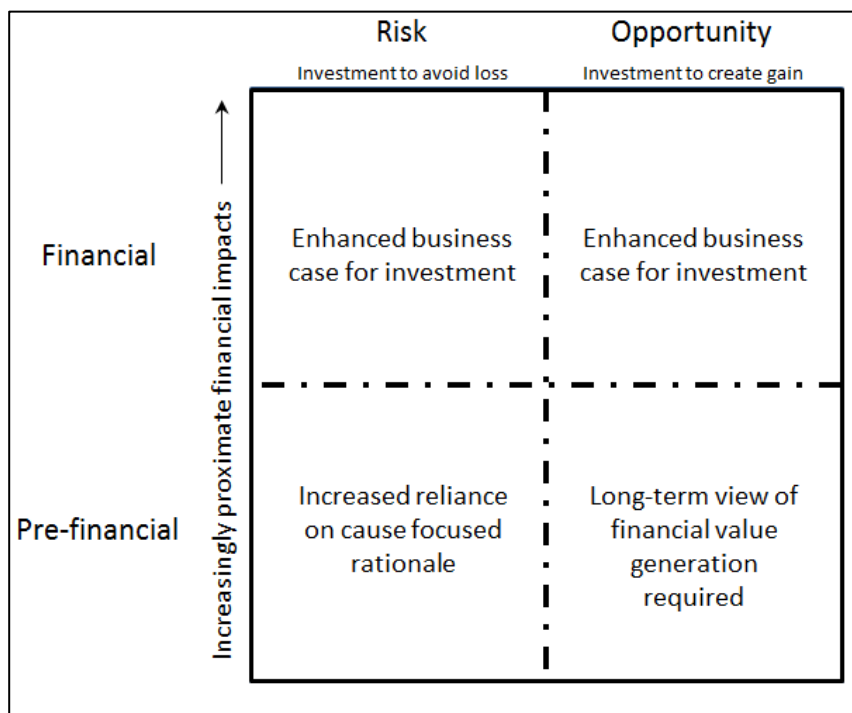 Risk
Opportunity
Investment to avoid loss
Investment to create gain
Increasingly proximate financial impacts
Financial
Enhanced business
case for investment
Enhanced business
case for investment
Pre-financial
Increased reliance
on cause focused
rationale
Long-term view of
financial value
generation
required